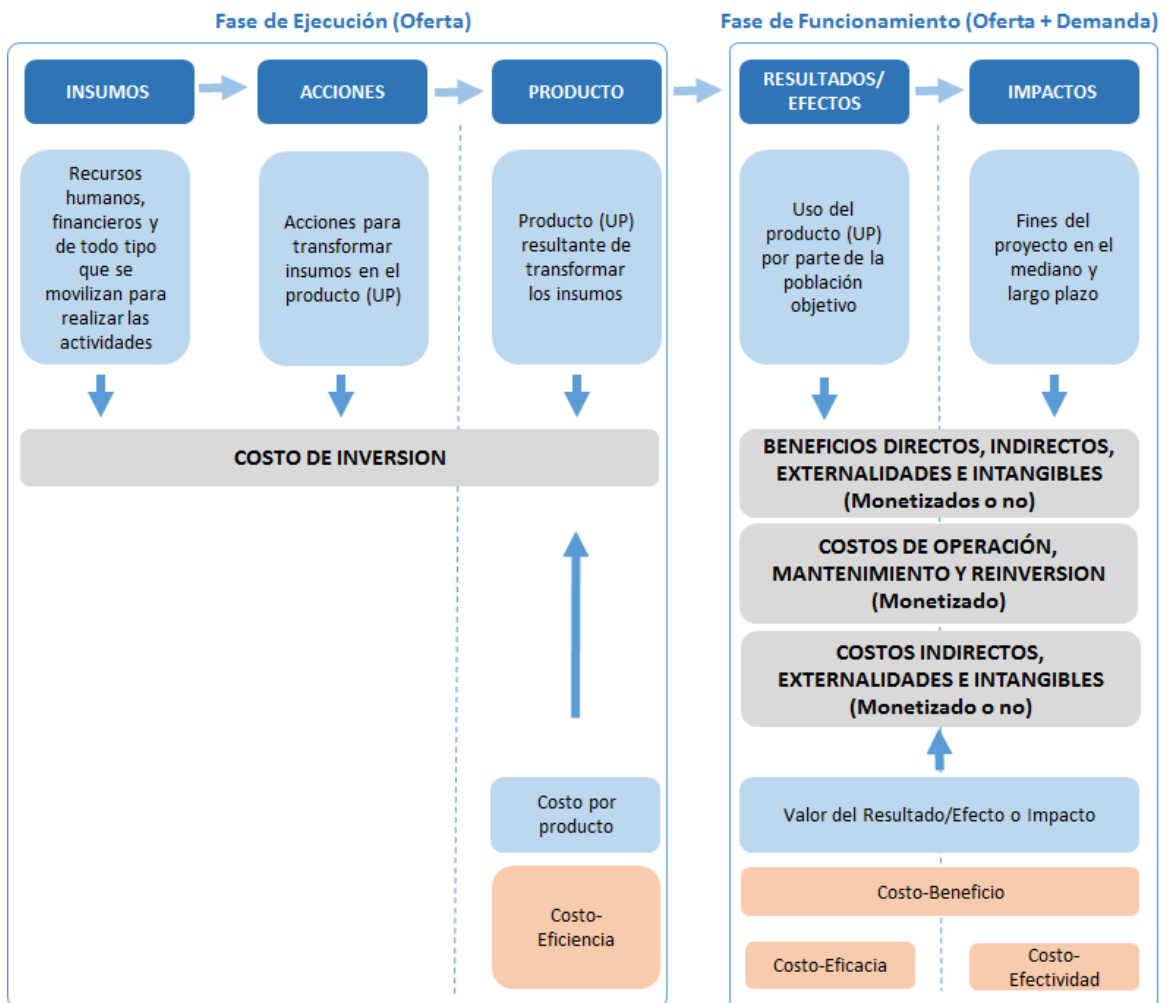 Fase de Ejecución (Oferta)
Fase de Funcionamiento (Oferta + Demanda)
INSUMOS
ACCIONES
PRODUCTO
RESULTADOS/
EFECTOS
IMPACTOS
Recursos
humanos,
financieros y
de todo tipo
que se
movilizan para
realizar las
actividades
Acciones para
transformar
insumos en el
producto (UP)
Producto (UP)
resultante de
transformar
los insumos
Uso del
producto (UP)
por parte de la
población
objetivo
Fines del
proyecto en el
mediano y
largo plazo
COSTO DE INVERSION
BENEFICIOS DIRECTOS, INDIRECTOS,
EXTERNALIDADES E INTANGIBLES
(Monetizados o no)
COSTOS DE OPERACIÓN,
MANTENIMIENTO Y REINVERSION
(Monetizado)
COSTOS INDIRECTOS,
EXTERNALIDADES E INTANGIBLES
(Monetizado o no)
Costo por
producto
Valor del Resultado/Efecto o Impacto
Costo-
Eficiencia
Costo-Beneficio
Costo-Eficacia
Costo-
Efectividad